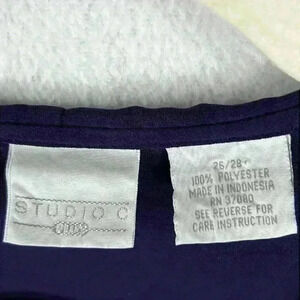 STUDIO C
26/28
100% POLYESTER
MADE IN INDONESIA
RN 37080
SEE REVERSE FOR
CARE INSTRUCTION